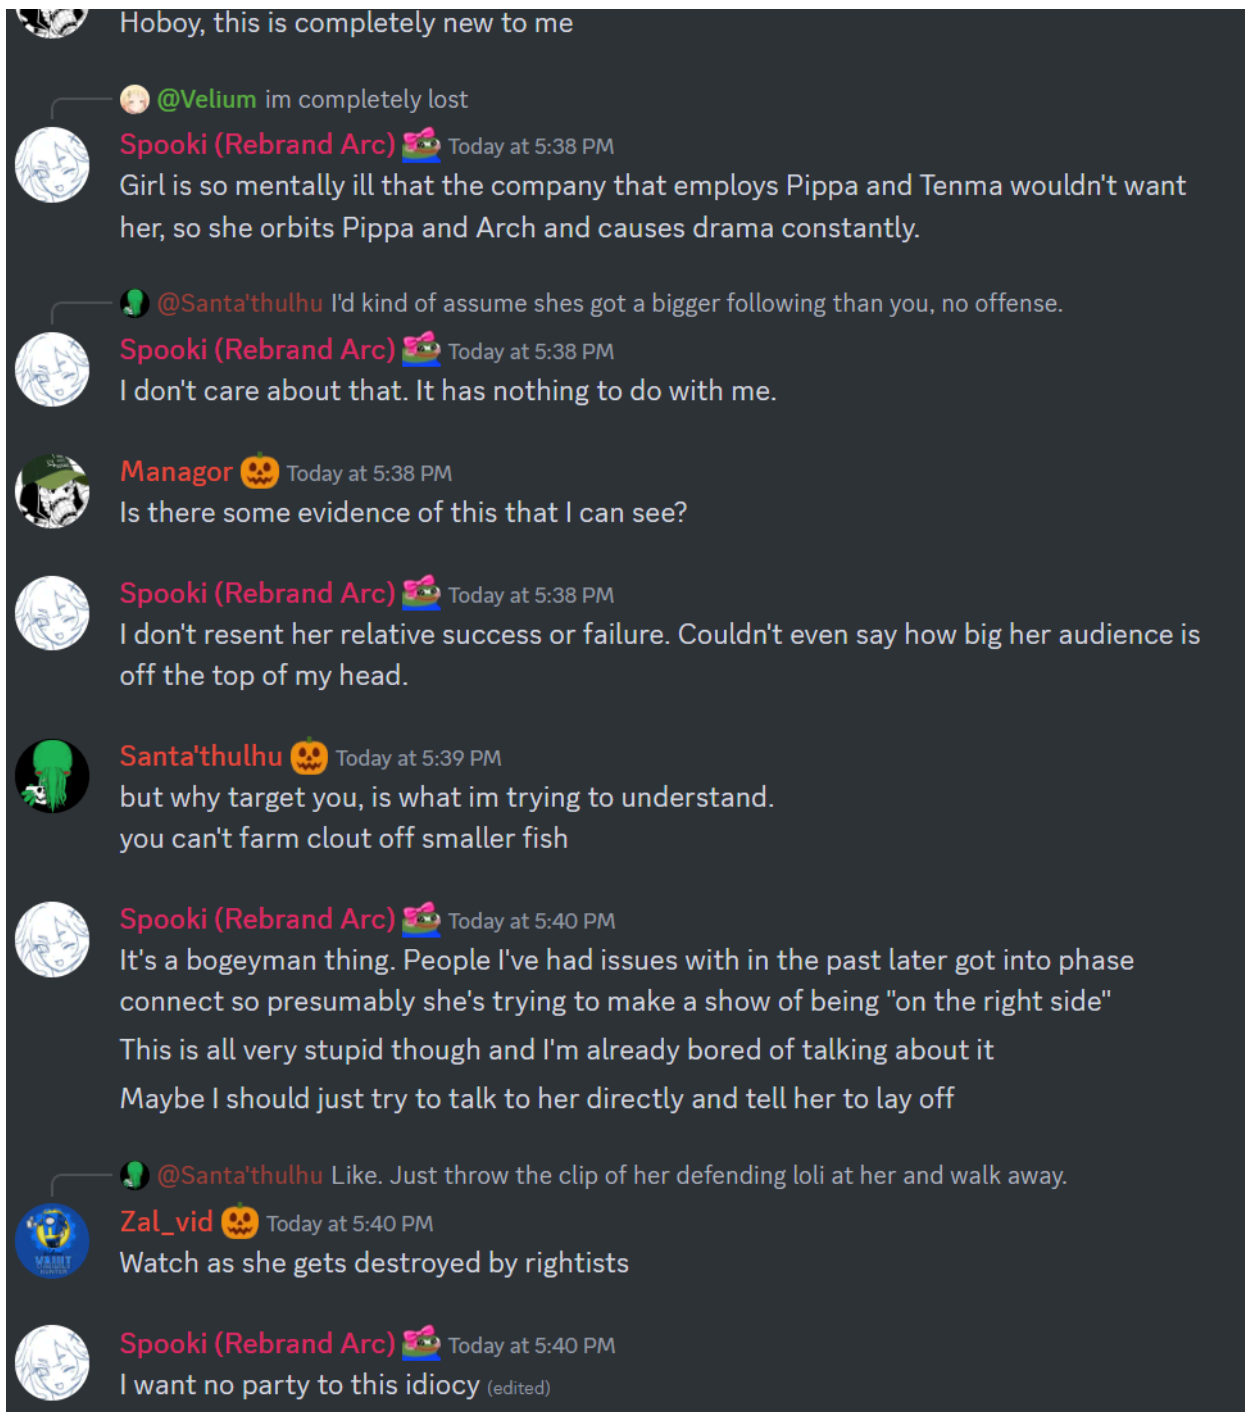 Hoboy, this is completely new to me
@Velium im completely lost
Spooki (Rebrand Arc) Today at 5:38 PM
Girl is so mentally ill that the company that employs Pippa and Tenma wouldn't want
her, so she orbits Pippa and Arch and causes drama constantly.
@Santa'thulhu I'd kind of assume shes got a bigger following than you, no offense.
Spooki (Rebrand Arc) Today at 5:38 PM
I don't care about that. It has nothing to do with me.
Managor Today at 5:38 PM
Is there some evidence of this that I can see?
Spooki (Rebrand Arc) Today at 5:38 PM
I don't resent her relative success or failure. Couldn't even say how big her audience is
off the top of my head.
Santa'thulhu Today at 5:39 PM
but why target you, is what im trying to understand.
you can't farm clout off smaller fish
Spooki (Rebrand Arc) Today at 5:40 PM
It's a bogeyman thing. People I've had issues with in the past later got into phase
connect so presumably she's trying to make a show of being "on the right side"
This is all very stupid though and I'm already bored of talking about it
Maybe I should just try to talk to her directly and tell her to lay off
@Santa'thulhu Like. Just throw the clip of her defending loli at her and walk away.
Zal_vid Today at 5:40 PM
VAULT
Watch as she gets destroyed by rightists
Spooki (Rebrand Arc) Today at 5:40 PM
I want no party to this idiocy (edited)